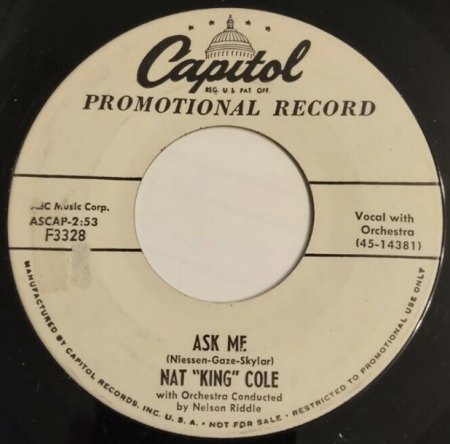 Capitol
REG. U.S. PAT. OFF.
PROMOTIONAL RECORD
ABC Music Corp.
ASCAP-2:53
F3328
Vocal with
Orchestra
(45-14381)
ASK ME
(Niessen-Gaze-Skylar)
NAT "KING" COLE
with Orchestra Conducted
by Nelson Riddle
MANUFACTURED BY CAPITOL RECORDS, INC. U.S.A. • NOT FOR SALE - RESTRICTED TO PROMOTIONAL USE ONLY